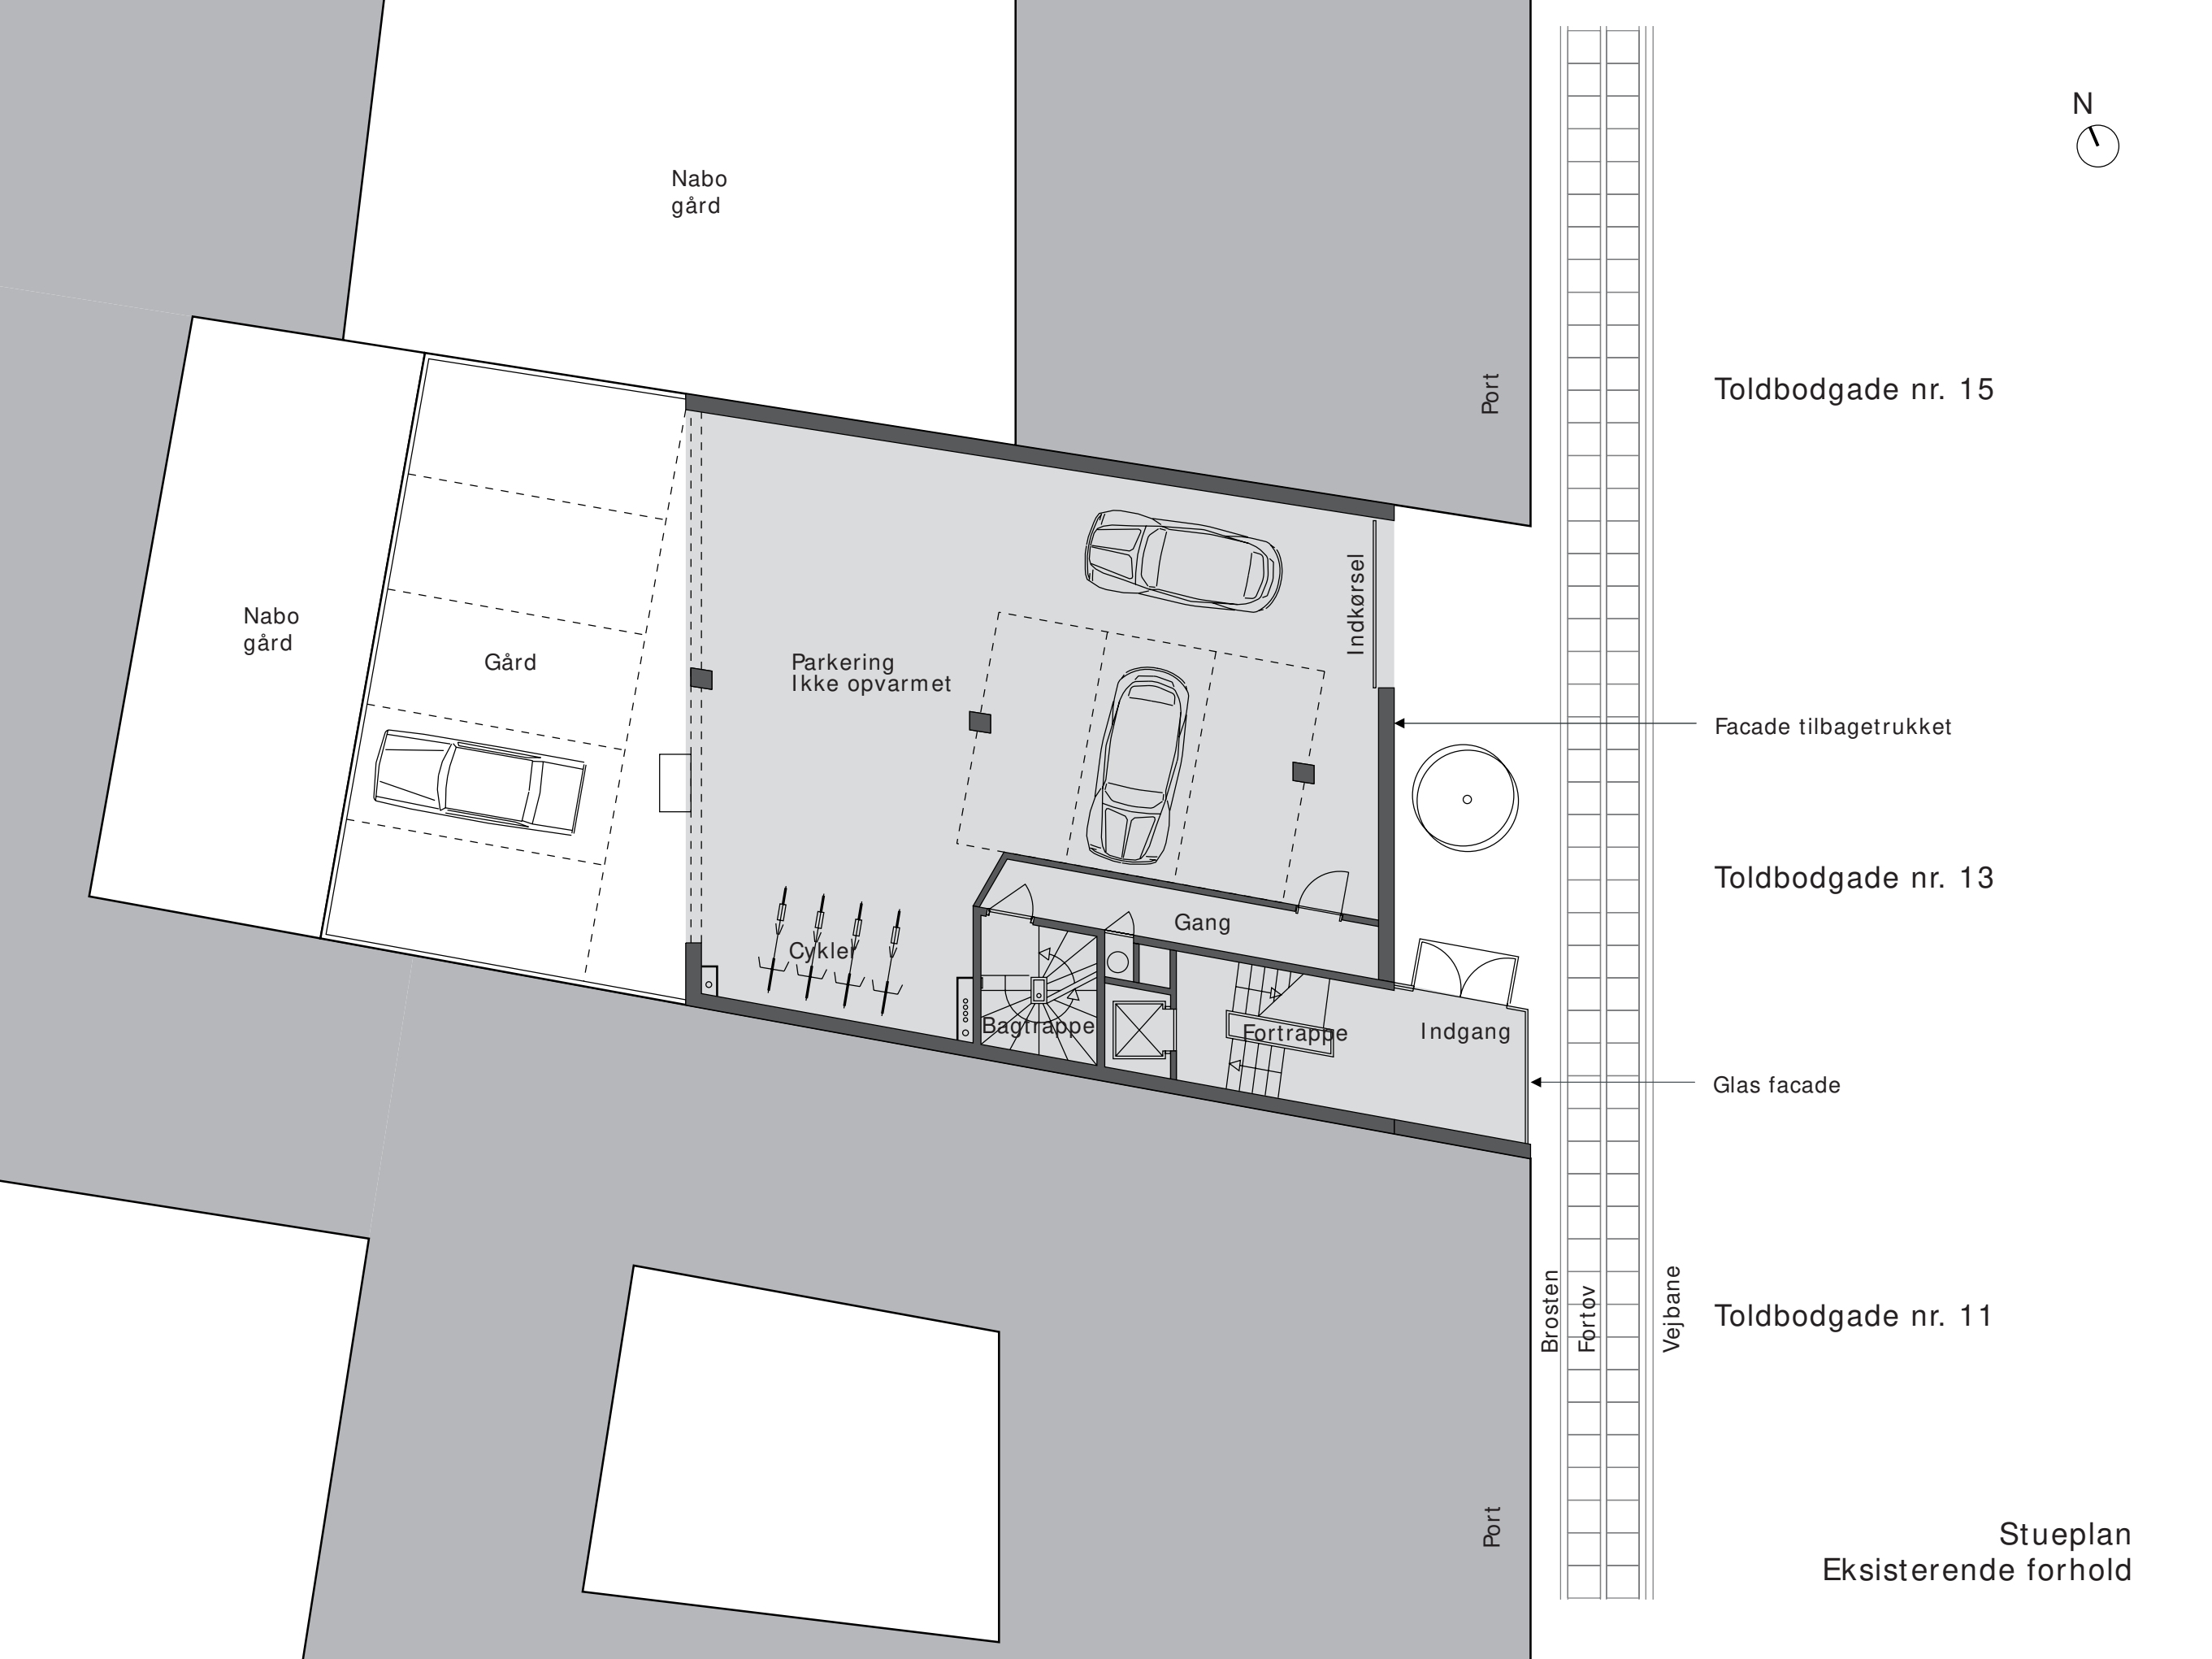 N
Nabo
gård
Port
Toldbodgade nr. 15
Indkørsel
Nabo
gård
Gård
Parkering
Ikke opvarmet
Facade tilbagetrukket
Toldbodgade nr. 13
Gang
Cykler
Bagtrappe
Fortrappe
Indgang
Glas facade
Brosten
Fortov
Vejbane
Toldbodgade nr. 11
Port
Stueplan
Eksisterende forhold